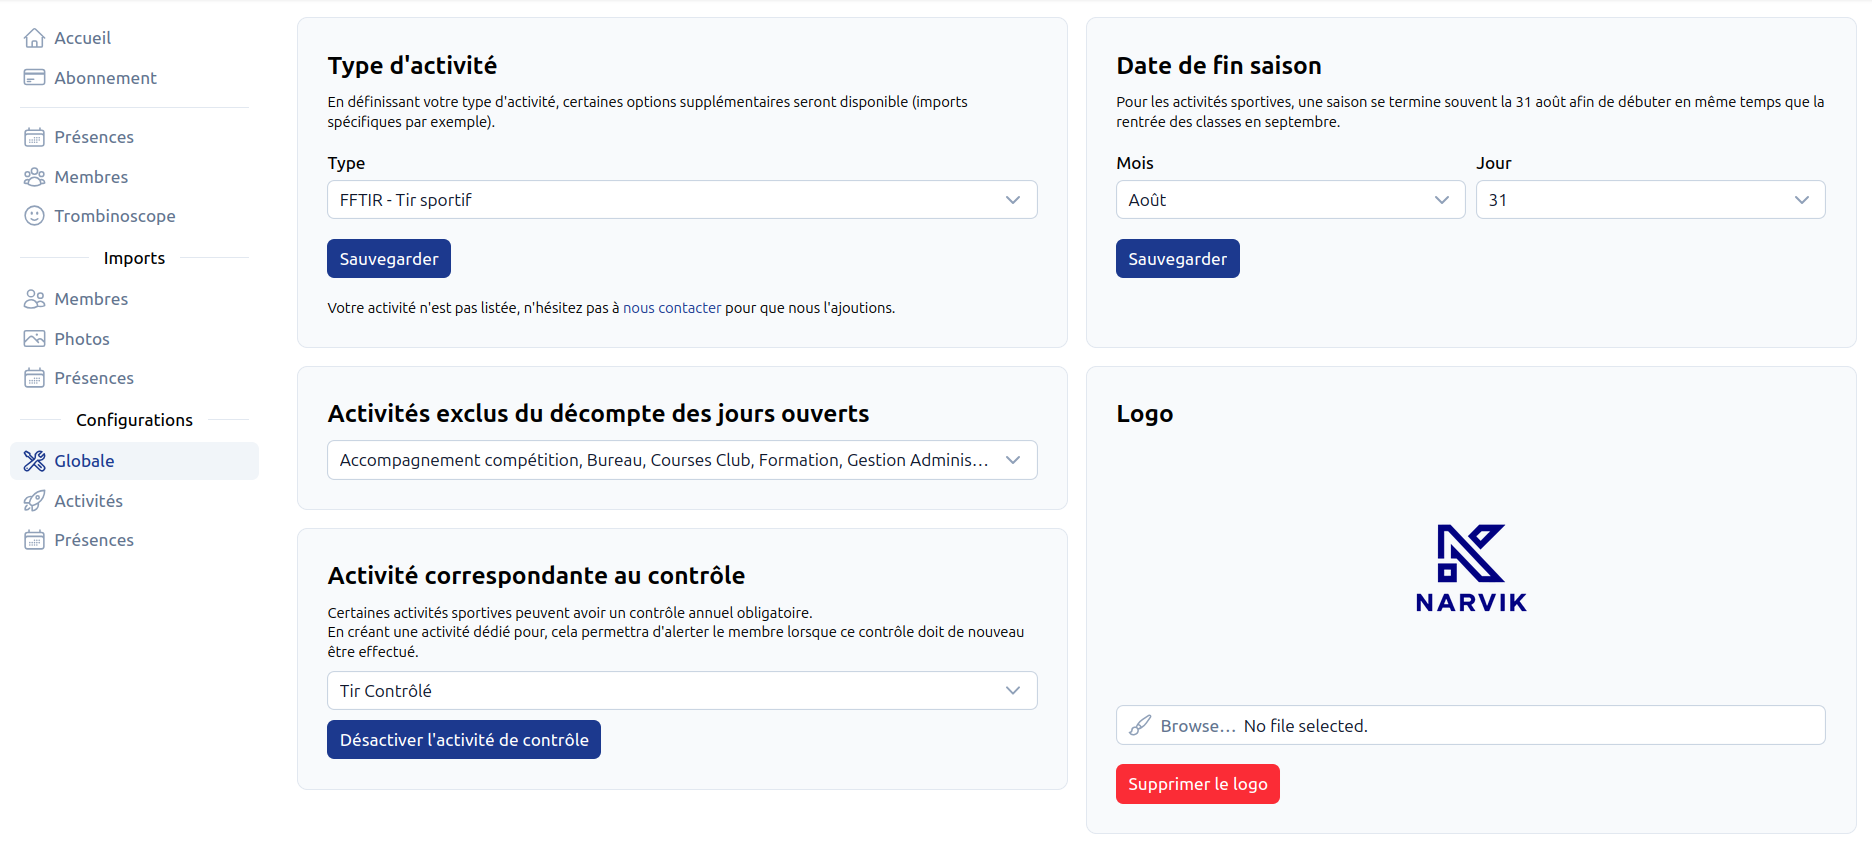 Accueil
Abonnement
Présences
Membres
Trombinoscope
Imports
Membres
Photos
Présences
Configurations
Globale
Activités
Présences
Type d'activité
En définissant votre type d'activité, certaines options supplémentaires seront disponible (imports
spécifiques par exemple).
Type
FFTIR - Tir sportif
Sauvegarder
Votre activité n'est pas listée, n'hésitez pas à nous contacter pour que nous l'ajoutions.
Date de fin saison
Pour les activités sportives, une saison se termine souvent la 31 août afin de débuter en même temps que la
rentrée des classes en septembre.
Mois
Jour
Août
31
Sauvegarder
Activités exclus du décompte des jours ouverts
Accompagnement compétition, Bureau, Courses Club, Formation, Gestion Adminis...
Activité correspondante au contrôle
Certaines activités sportives peuvent avoir un contrôle annuel obligatoire.
En créant une activité dédié pour, cela permettra d'alerter le membre lorsque ce contrôle doit de nouveau
être effectué.
Tir Contrôlé
Désactiver l'activité de contrôle
Logo
NARVIK
Browse... No file selected.
Supprimer le logo